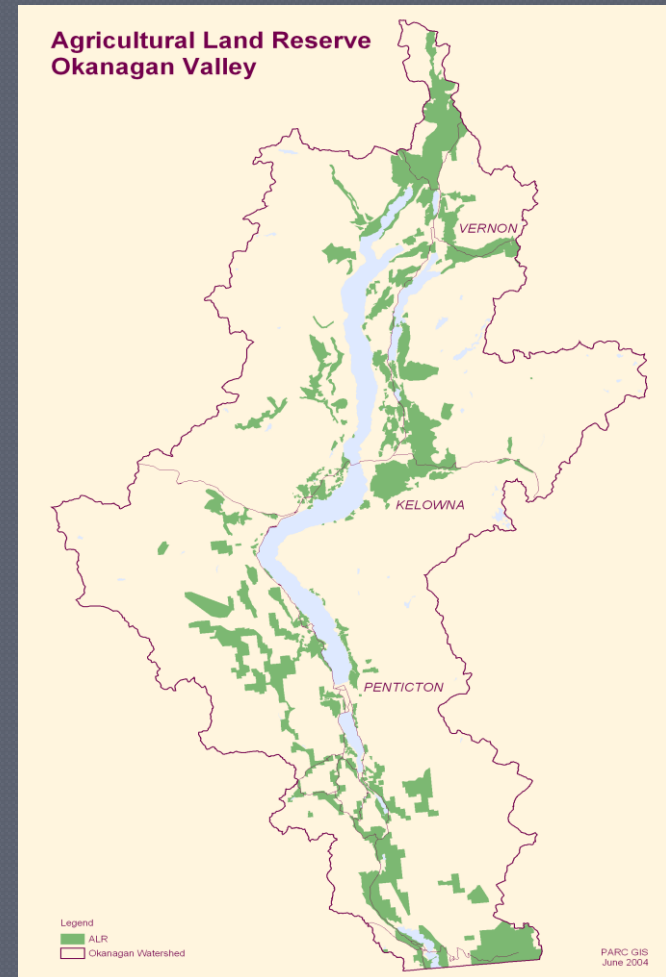 Agricultural Land Reserve
Okanagan Valley
VERNON
KELOWNA
PENTICTON
Legend
ALR
Okanagan Watershed
PARC GIS
June 2004